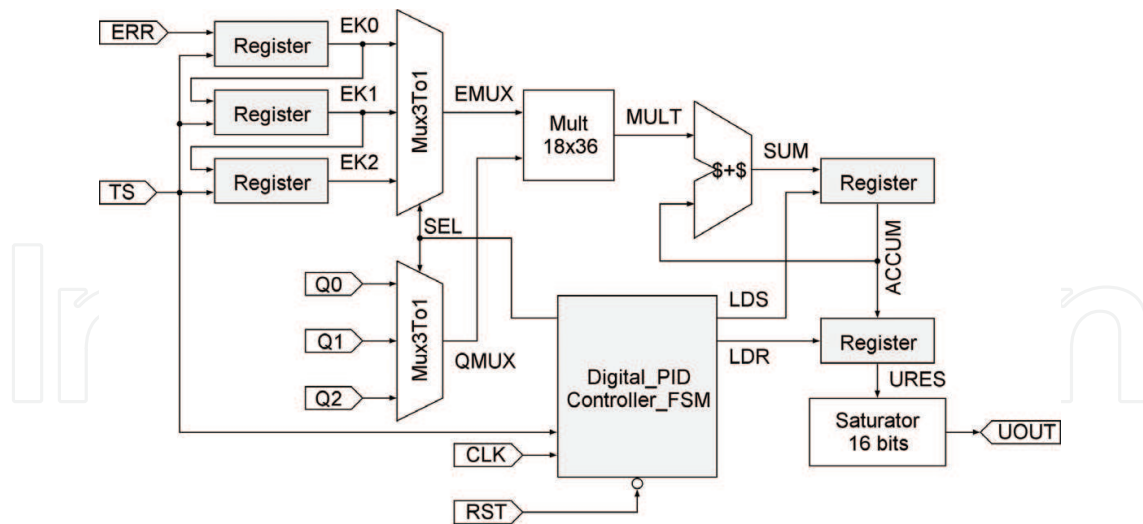 ERR
Register
EK0
Register
EK1
Register
EK2
TS
Mux3To1
EMUX
Mult
18x36
MULT
$+$
SUM
Register
ACCUM
SEL
Q0
Q1
Q2
Mux3To1
QMUX
Digital_PID
Controller_FSM
LDS
LDR
Register
URES
Saturator
16 bits
UOUT
CLK
RST